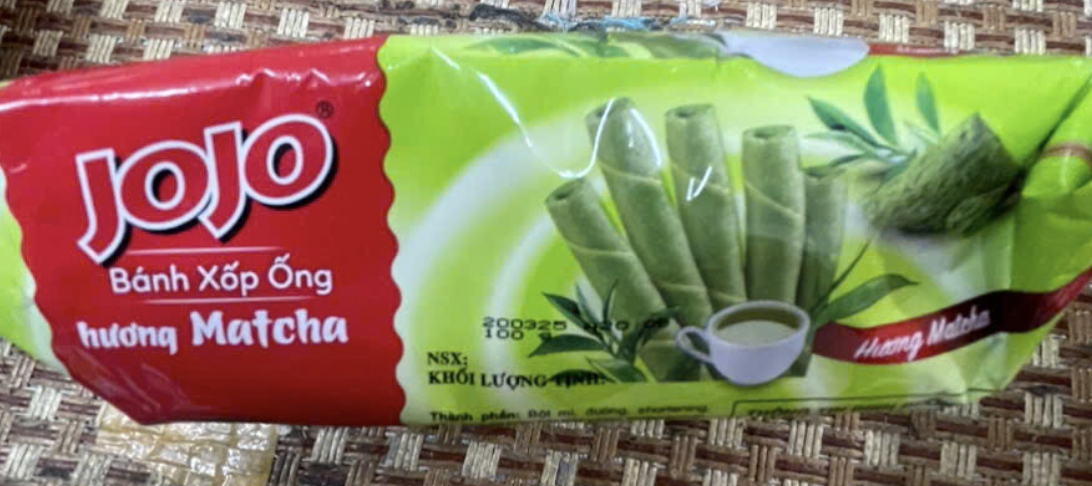 JOJO®
Bánh Xốp Ống
hương Matcha
200325
100 g
NSX:
KHỐI LƯỢNG TỊNH:
Hương Matcha
Thành phần: Bột mì, đường, shortening,